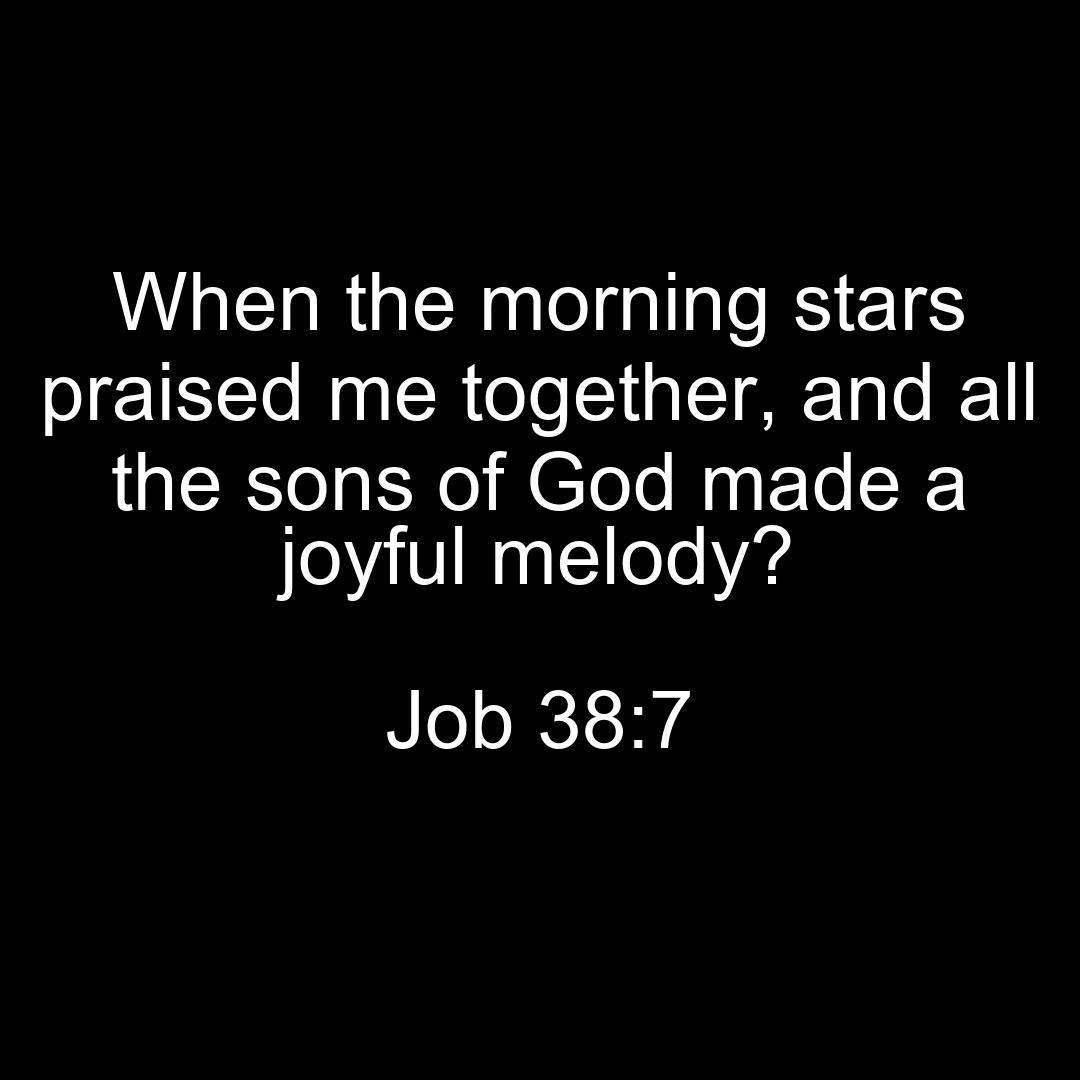 When the morning stars
praised me together, and all
the sons of God made a
joyful melody?
Job 38:7